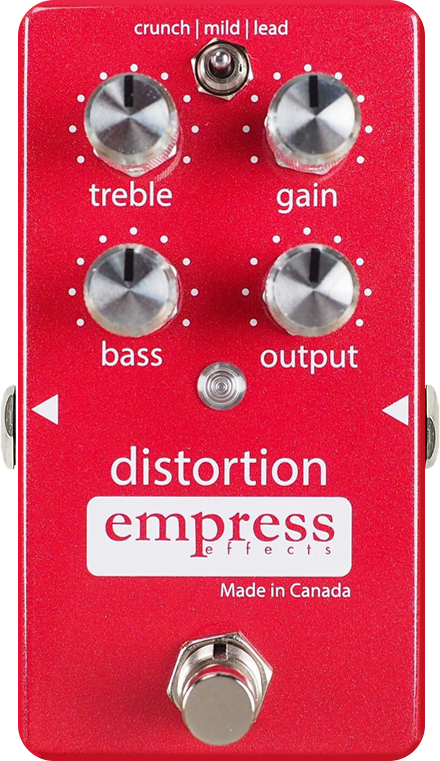 crunch | mild | lead
treble gain
bass output
distortion
empress
effects
Made in Canada